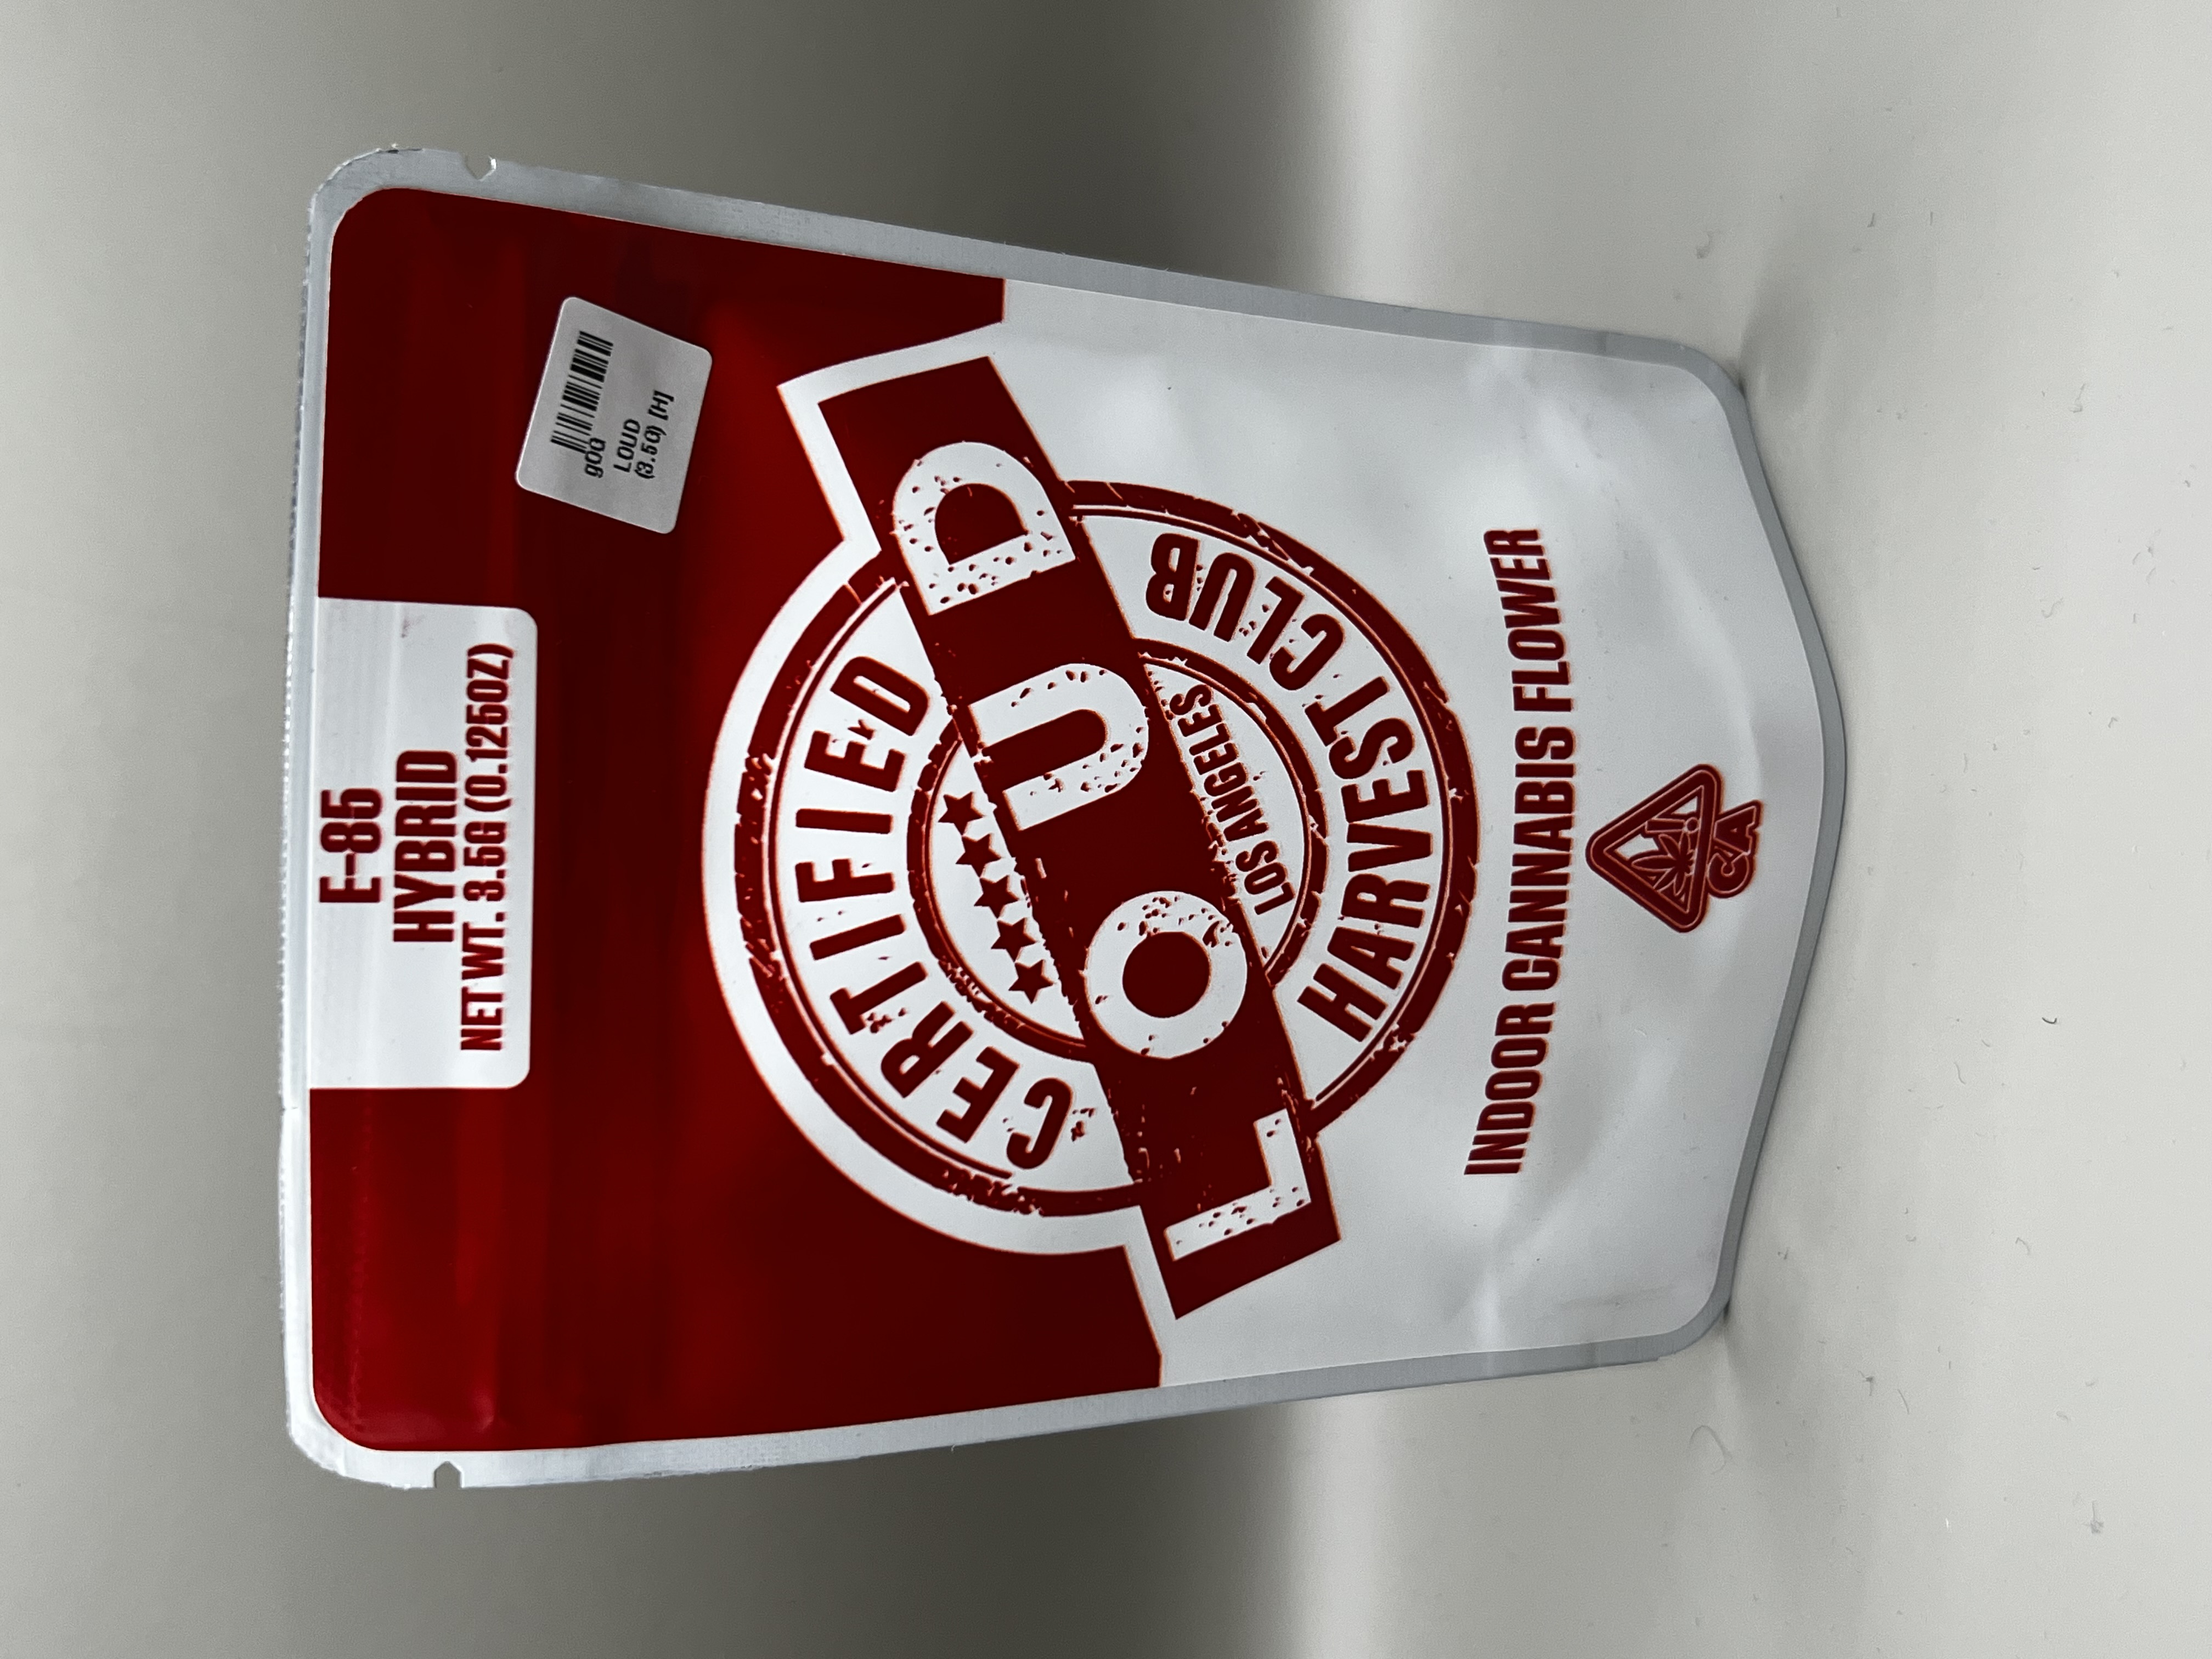 E-85
HYBRID
NET WT. 3.5G (0.125OZ)
gOQ
LOUD
(3.5G) [H]
CERTIFIED
LOUD
LOS ANGELES
HARVEST CLUB
INDOOR CANNABIS FLOWER
CA